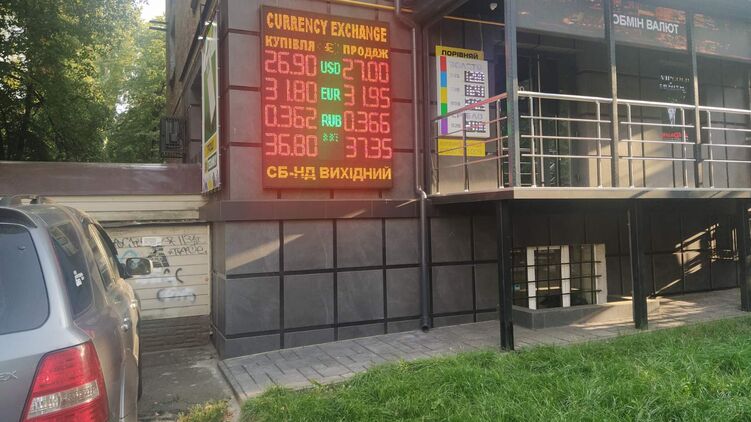 CURRENCY EXCHANGE
КУПІВЛЯ £ ПРОДАЖ
26.90 USD 27.00
31.80 EUR 31.95
0.362 RUB 0.366
36.80 37.35
СБ-НД ВИХІДНИЙ
ПОРІВНЯЙ
ОБМІН ВАЛЮТ